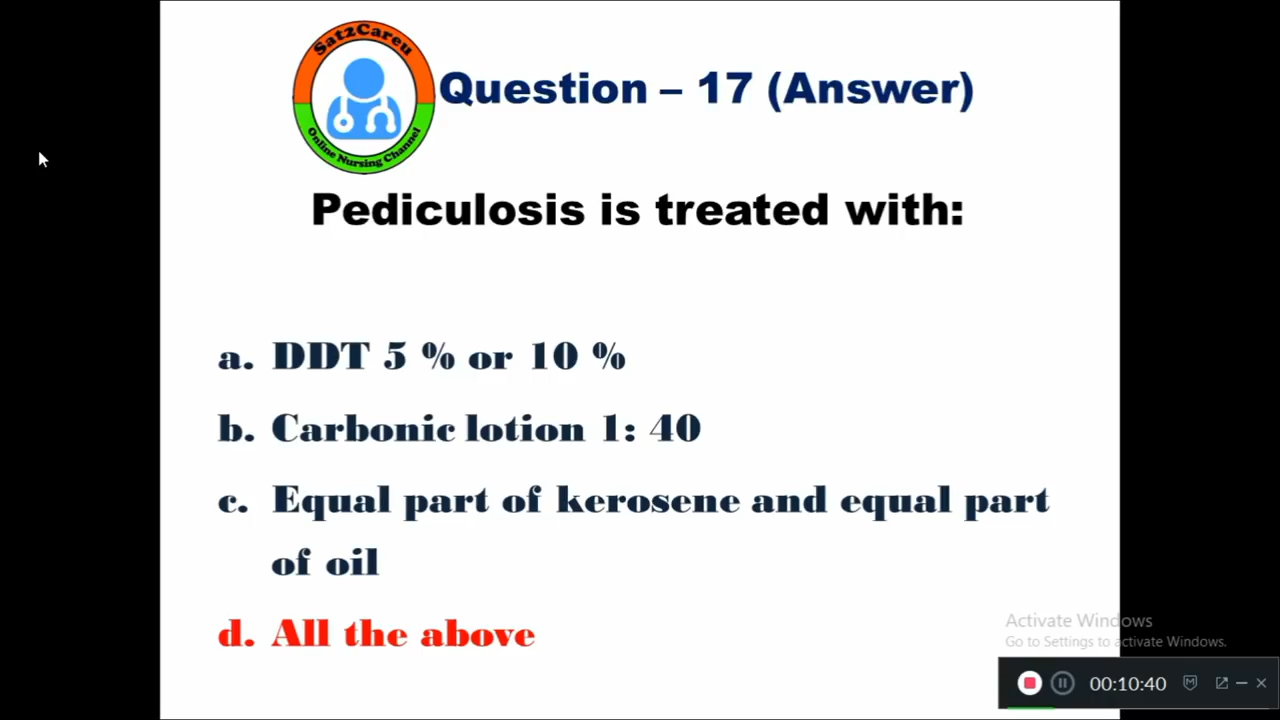 Sat2Careu
Online Nursing Channel
Question – 17 (Answer)
Pediculosis is treated with:
a. DDT 5 % or 10 %
b. Carbonic lotion 1: 40
c. Equal part of kerosene and equal part
of oil
d. All the above
Activate Windows
Go to Settings to activate Windows.
00:10:40